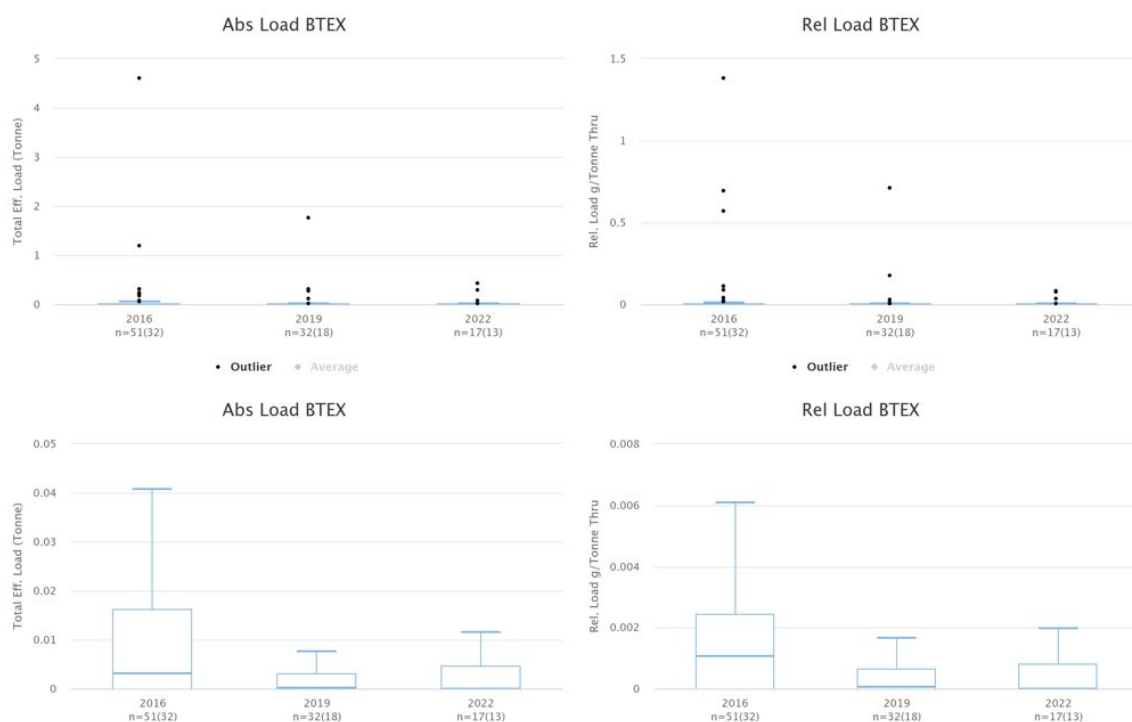 Abs Load BTEX
Total Eff. Load (Tonne)
5
4
3
2
1
0
2016
n=51(32)
2019
n=32(18)
2022
n=17(13)
Outlier
Average
Rel Load BTEX
Rel. Load g/Tonne Thru
1.5
1
0.5
0
2016
n=51(32)
2019
n=32(18)
2022
n=17(13)
Outlier
Average
Abs Load BTEX
Total Eff. Load (Tonne)
0.05
0.04
0.03
0.02
0.01
0
2016
n=51(32)
2019
n=32(18)
2022
n=17(13)
Rel Load BTEX
Rel. Load g/Tonne Thru
0.008
0.006
0.004
0.002
0
2016
n=51(32)
2019
n=32(18)
2022
n=17(13)